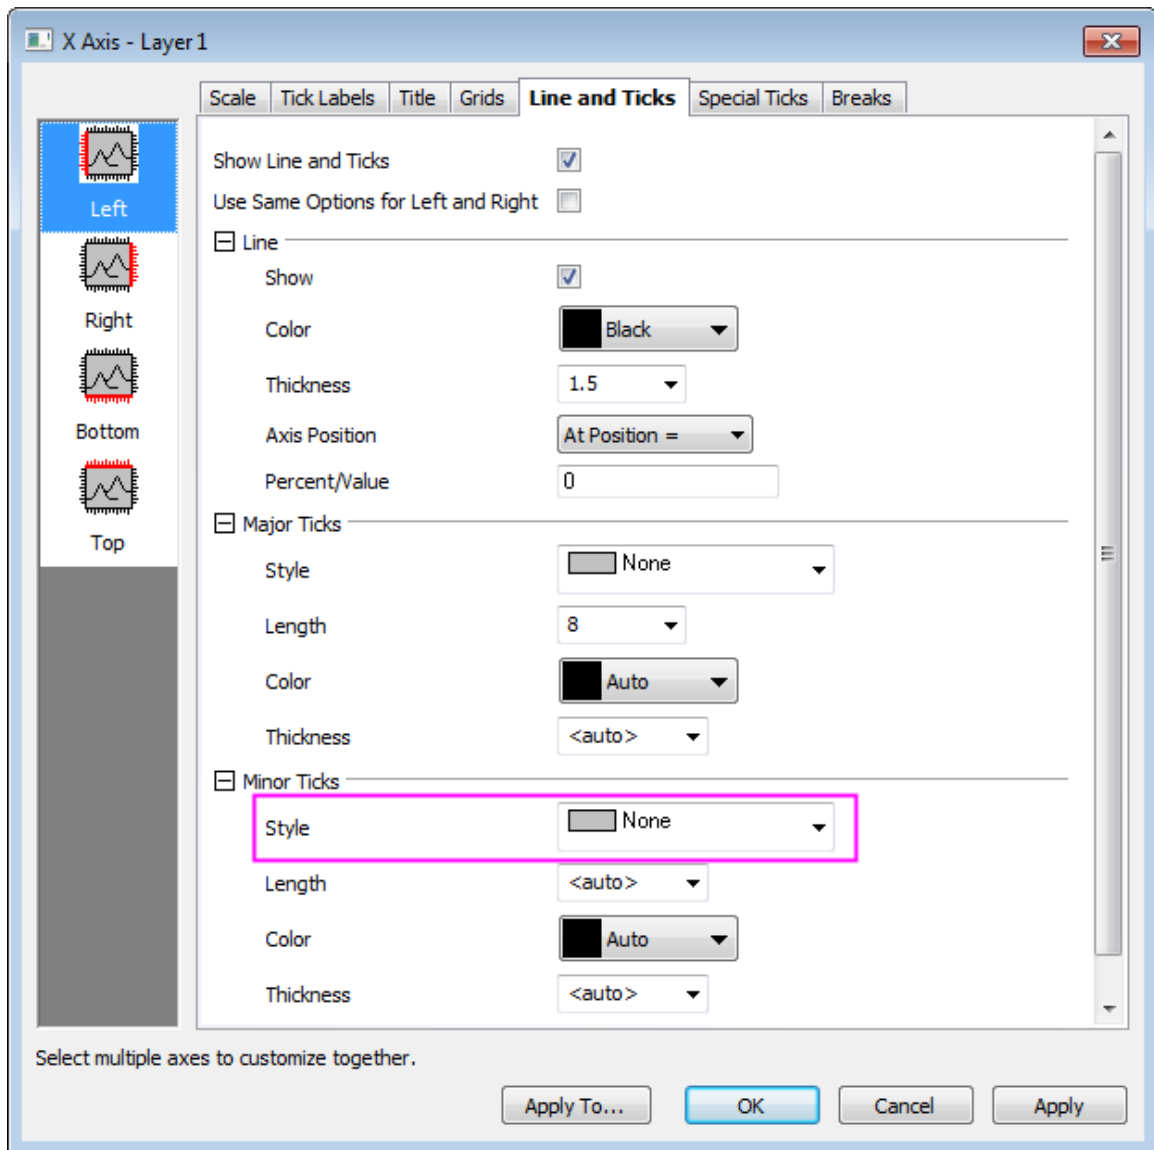 X Axis - Layer 1
Scale Tick Labels Title Grids Line and Ticks Special Ticks Breaks
Left
Right
Bottom
Top
Show Line and Ticks
Use Same Options for Left and Right
Line
Show
Color Black
Thickness 1.5
Axis Position At Position =
Percent/Value 0
Major Ticks
Style None
Length 8
Color Auto
Thickness <auto>
Minor Ticks
Style None
Length <auto>
Color Auto
Thickness <auto>
Select multiple axes to customize together.
Apply To... OK Cancel Apply